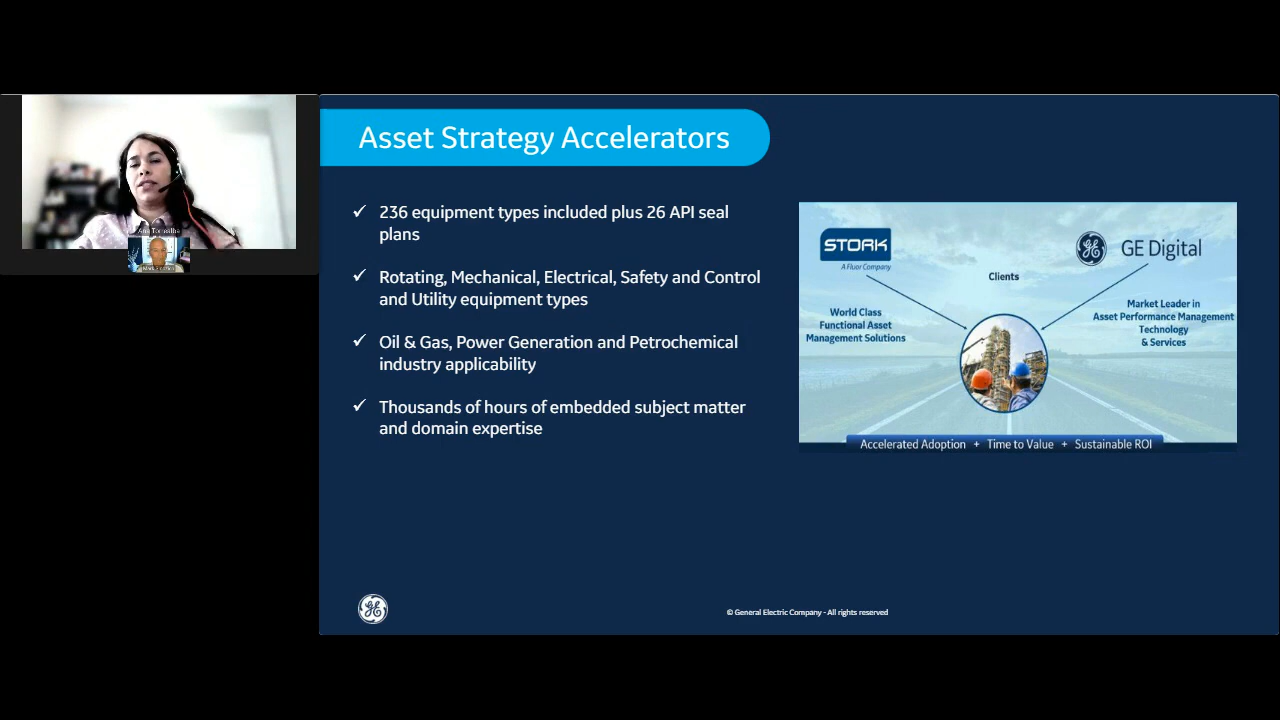 Asset Strategy Accelerators
✓ 236 equipment types included plus 26 API seal
plans
✓ Rotating, Mechanical, Electrical, Safety and Control
and Utility equipment types
✓ Oil & Gas, Power Generation and Petrochemical
industry applicability
✓ Thousands of hours of embedded subject matter
and domain expertise
STORK
A Fluor Company
World Class
Functional Asset
Management Solutions
Clients
GE Digital
Market Leader in
Asset Performance Management
Technology
& Services
Accelerated Adoption + Time to Value + Sustainable ROI
Ana Torrealba
© General Electric Company - All rights reserved